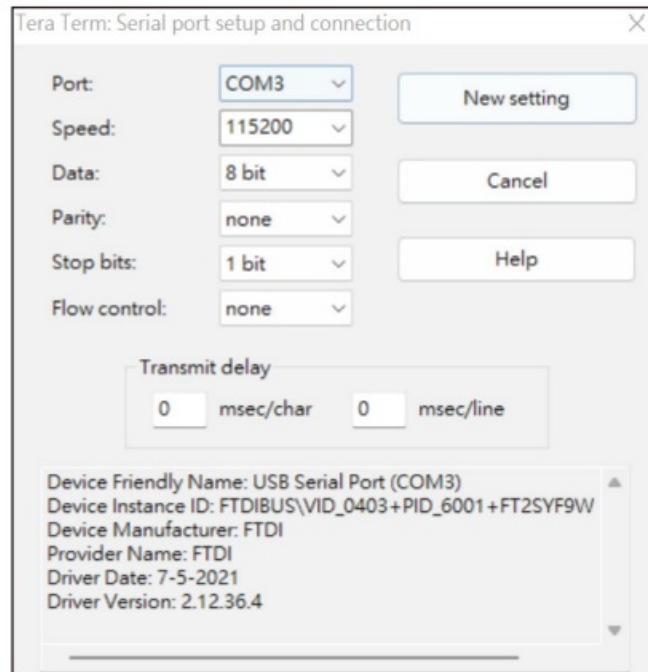 Tera Term: Serial port setup and connection
Port: COM3 New setting
Speed: 115200
Data: 8 bit Cancel
Parity: none
Stop bits: 1 bit Help
Flow control: none
Transmit delay
0 msec/char 0 msec/line
Device Friendly Name: USB Serial Port (COM3)
Device Instance ID: FTDIBUS\VID_0403+PID_6001+FT2SYF9W
Device Manufacturer: FTDI
Provider Name: FTDI
Driver Date: 7-5-2021
Driver Version: 2.12.36.4